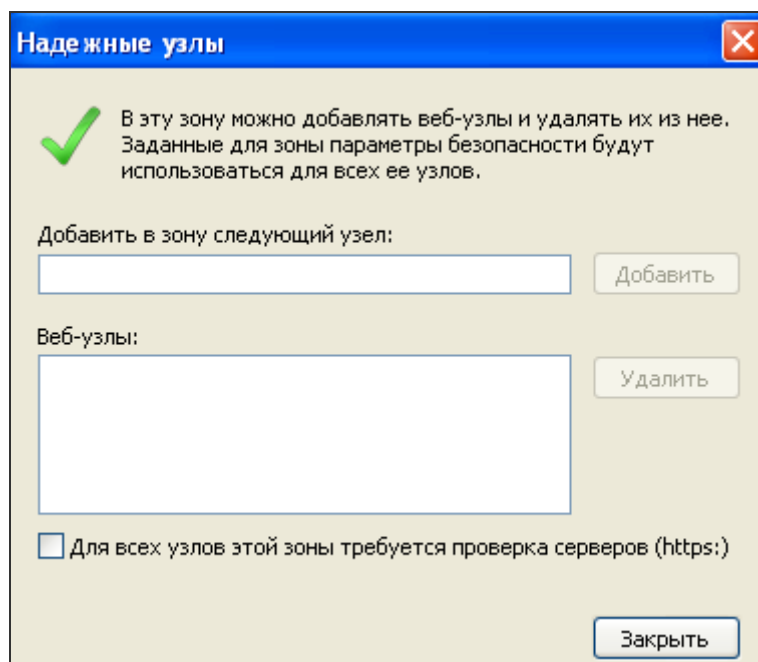 Надежные узлы
В эту зону можно добавлять веб-узлы и удалять их из нее.
Заданные для зоны параметры безопасности будут
использоваться для всех ее узлов.
Добавить в зону следующий узел:
Добавить
Веб-узлы:
Удалить
Для всех узлов этой зоны требуется проверка серверов (https:)
Закрыть